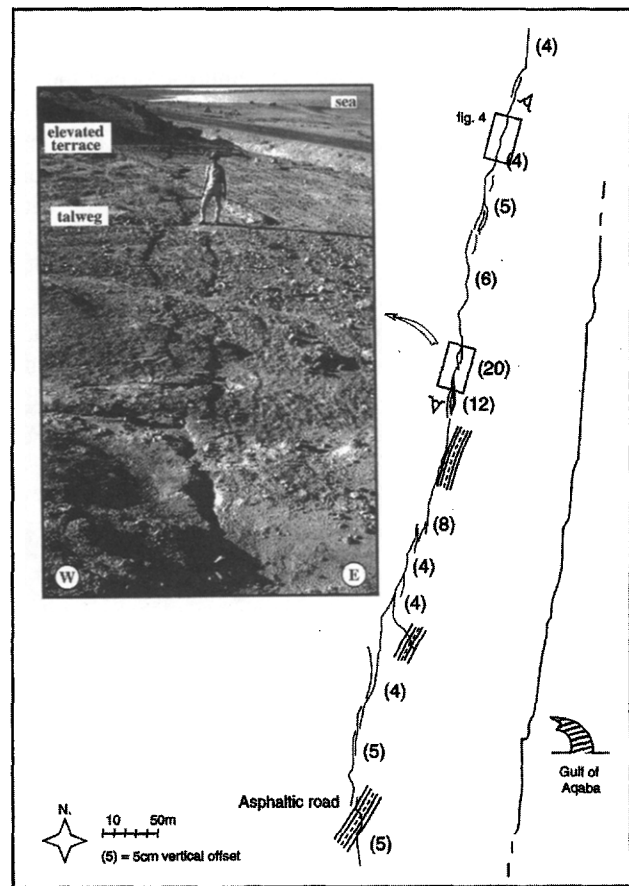 (4)
sea
fig. 4
elevated
terrace
(4)
(5)
talweg
(6)
(20)
(12)
(8)
W
E
(4)
(4)
(4)
(5)
Gulf of
Aqaba
Asphaltic road
N.
10 50m
(5) = 5cm vertical offset
(5)